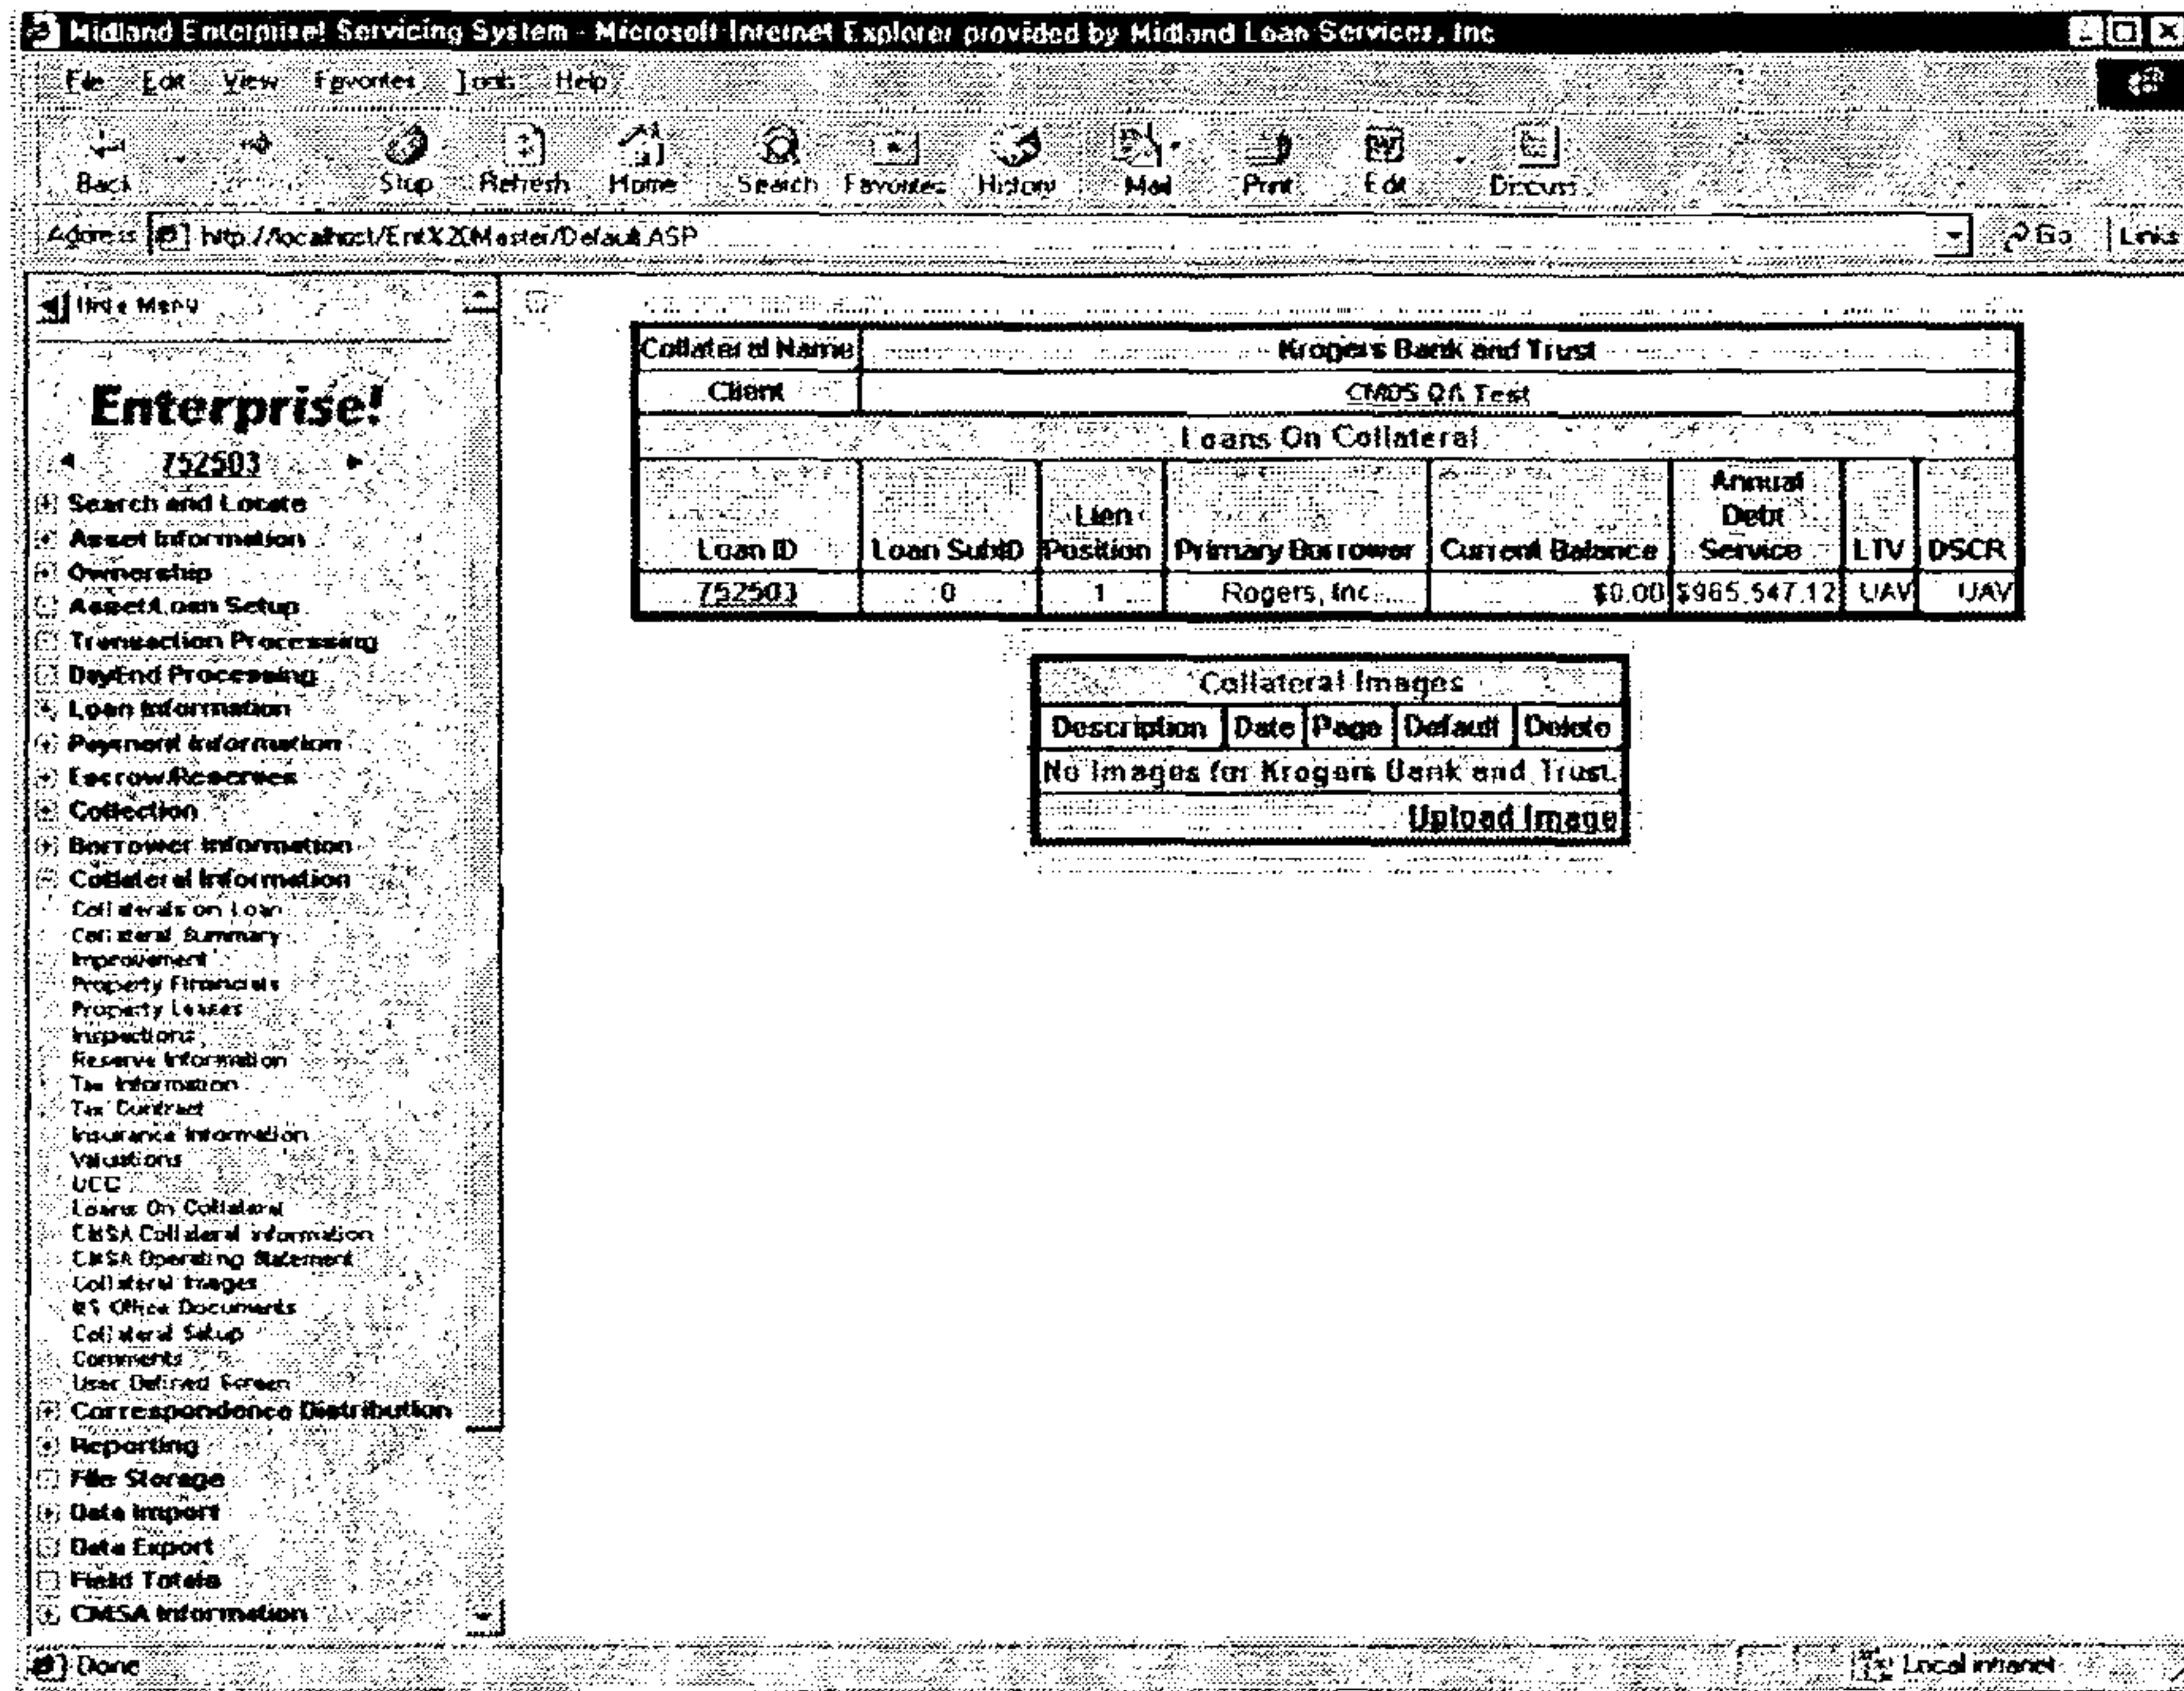 Midland Enterprise! Servicing System - Microsoft Internet Explorer provided by Midland Loan Services, Inc
File Edit View Favorites Tools Help
Back Stop Refresh Home Search Favorites History Mail Print Edit Discuss
Address http://localhost/EntX2XMaster/Default.ASP Go Links
Hide Menu
Enterprise!
752503
Search and Locate
Asset Information
Ownership
Asset/Loan Setup
Transaction Processing
DayEnd Processing
Loan Information
Payment Information
Escrow/Reserves
Collection
Borrower Information
Collateral Information
Collaterals on Loan
Collateral Summary
Improvement
Property Financials
Property Leases
Inspections
Reserve Information
Tax Information
Tax Contract
Insurance Information
Valuations
UCC
Loans On Collateral
CMSA Collateral information
CMSA Operating Statement
Collateral Images
MS Office Documents
Collateral Setup
Comments
User Defined Screen
Correspondence Distribution
Reporting
File Storage
Data Import
Data Export
Field Totals
CMSA Information
Collateral Name Krogers Bank and Trust
Client QA Test
Loans On Collateral
Loan ID Loan SubID Lien Position Primary Borrower Current Balance Annual Debt Service LTV DSCR
752503 0 1 Rogers, Inc. $0.00 $985,547.12 UAV UAV
Collateral Images
Description Date Page Default Delete
No Images for Krogers Bank and Trust.
Upload Image
Done Local intranet